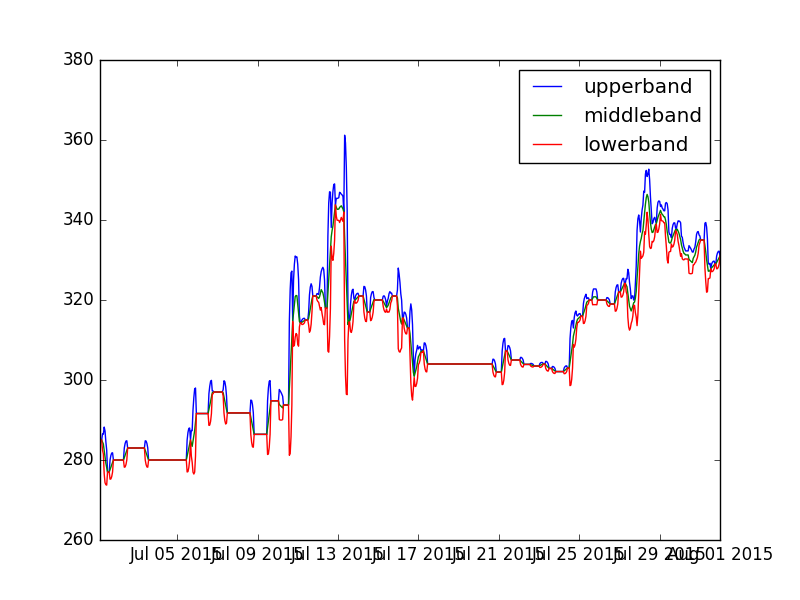 380
360
340
320
300
280
260
upperband
middleband
lowerband
Jul 05 2015
Jul 09 2015
Jul 13 2015
Jul 17 2015
Jul 21 2015
Jul 25 2015
Jul 29 2015
Aug 01 2015